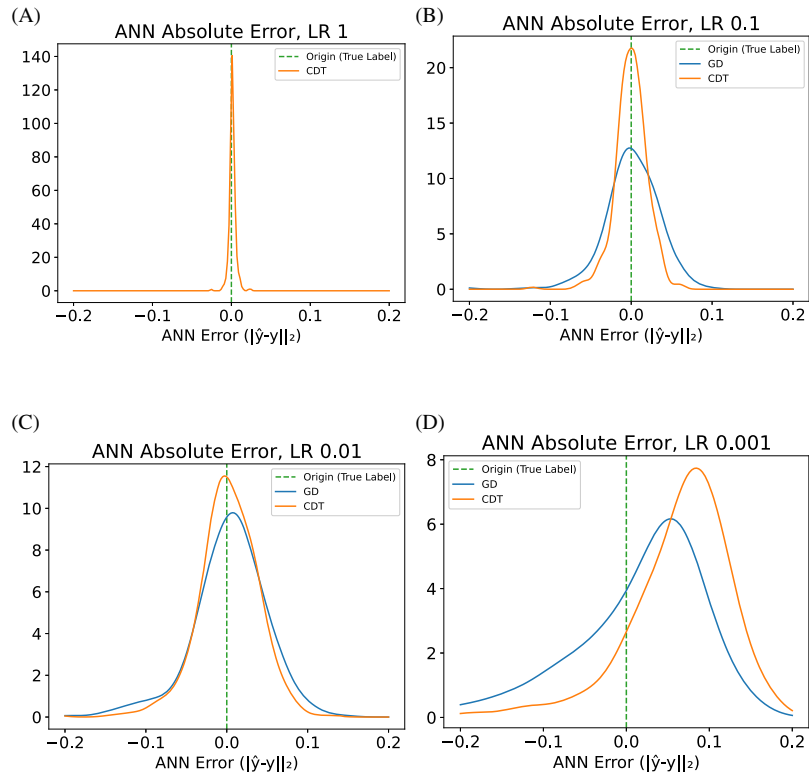 (A)
ANN Absolute Error, LR 1
Origin (True Label)
CDT
140
120
100
80
60
40
20
0
−0.2 −0.1 0.0 0.1 0.2
ANN Error (|ŷ-y||₂)
(B)
ANN Absolute Error, LR 0.1
Origin (True Label)
GD
CDT
20
15
10
5
0
−0.2 −0.1 0.0 0.1 0.2
ANN Error (|ŷ-y||₂)
(C)
ANN Absolute Error, LR 0.01
Origin (True Label)
GD
CDT
12
10
8
6
4
2
0
−0.2 −0.1 0.0 0.1 0.2
ANN Error (|ŷ-y||₂)
(D)
ANN Absolute Error, LR 0.001
Origin (True Label)
GD
CDT
8
6
4
2
0
−0.2 −0.1 0.0 0.1 0.2
ANN Error (|ŷ-y||₂)